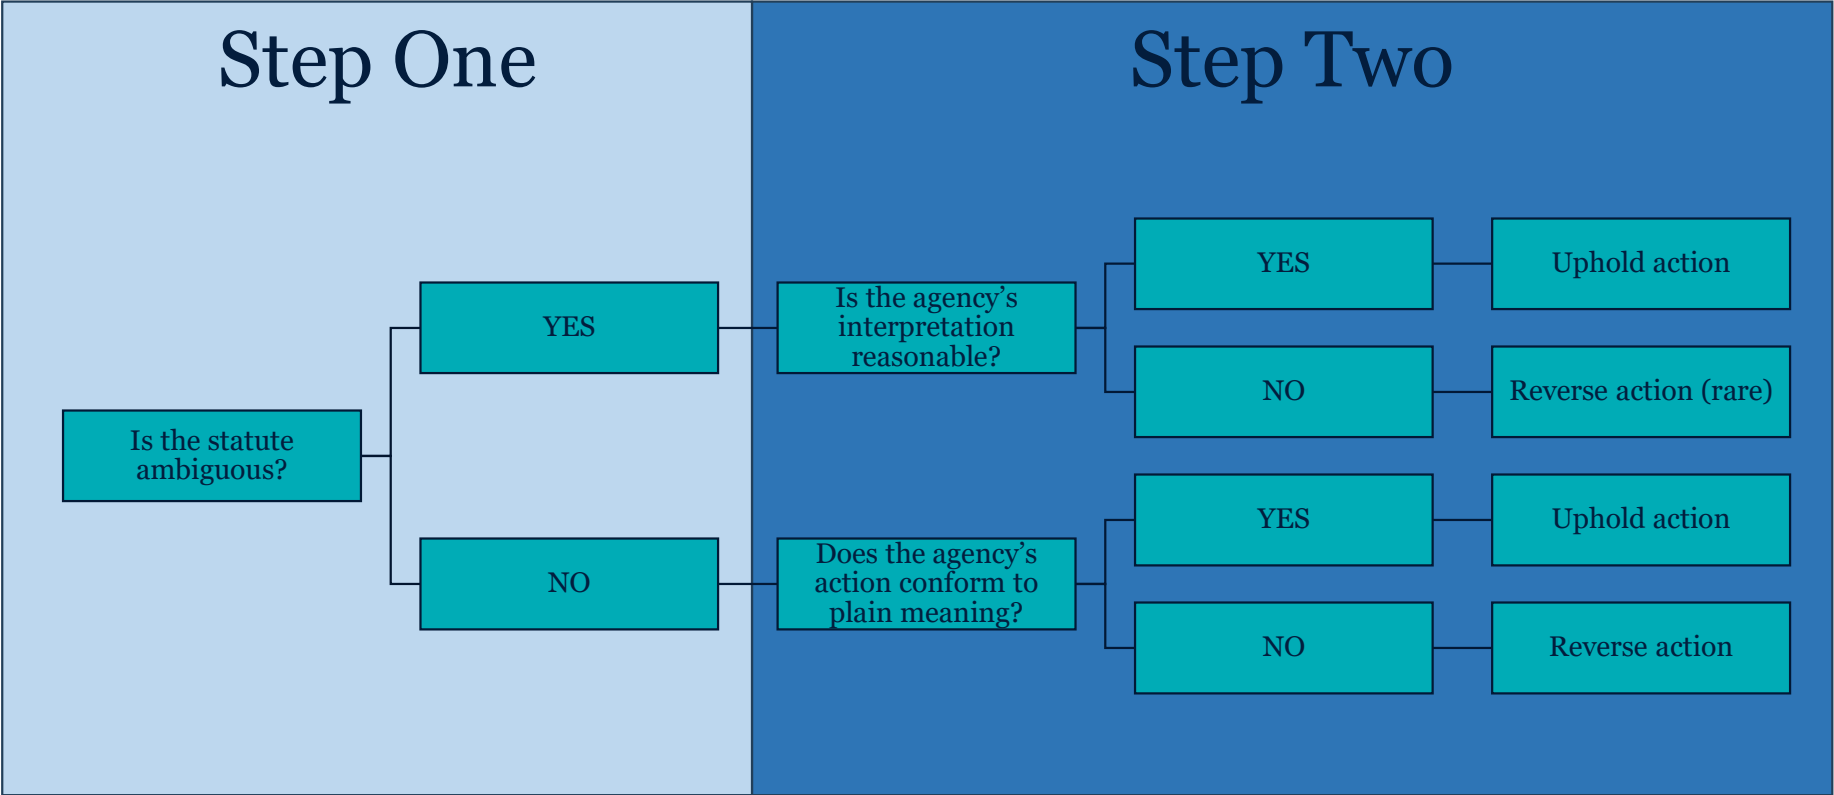 Step One
Step Two
Is the statute
ambiguous?
YES
NO
Is the agency’s
interpretation
reasonable?
Does the agency’s
action conform to
plain meaning?
YES
Uphold action
NO
Reverse action (rare)
YES
Uphold action
NO
Reverse action